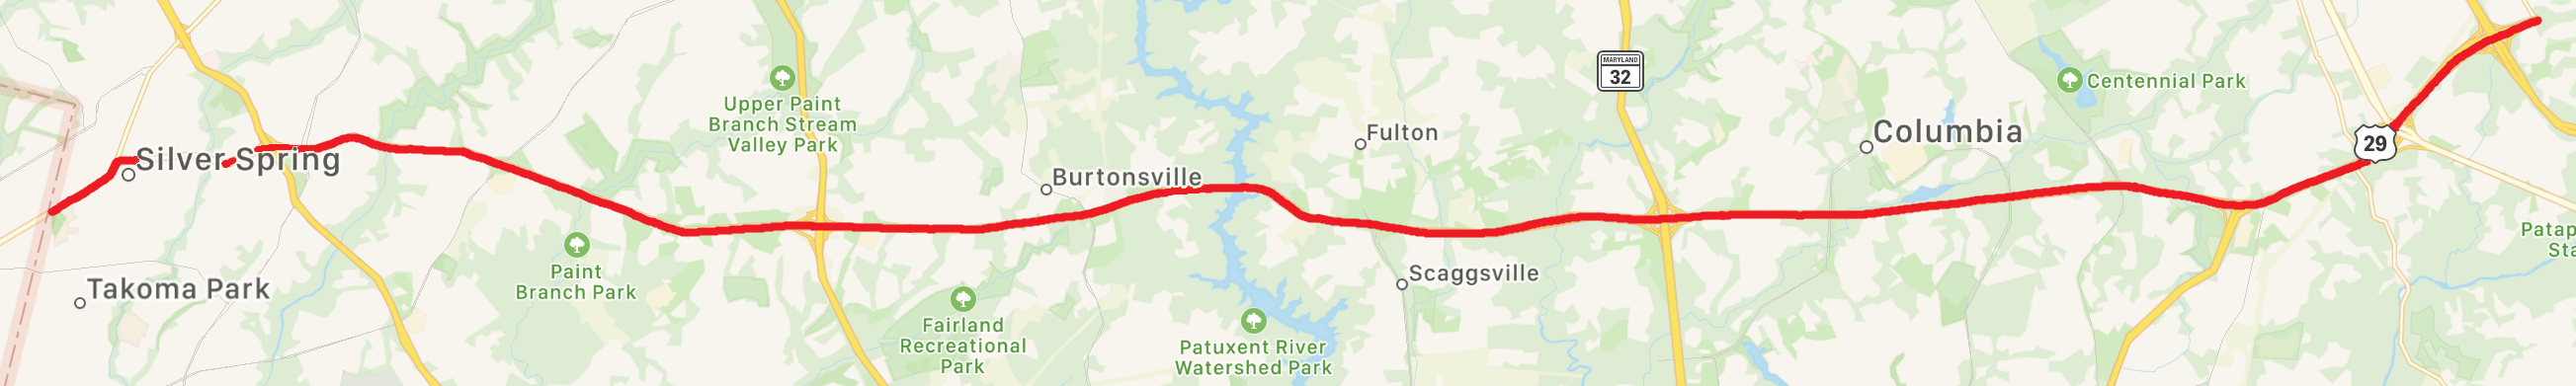 Silver Spring
Takoma Park
Paint
Branch Park
Upper Paint
Branch Stream
Valley Park
Fairland
Recreational
Park
Burtonsville
Patuxent River
Watershed Park
Fulton
Scaggsville
MARYLAND
32
Columbia
Centennial Park
29
Patap
Sta